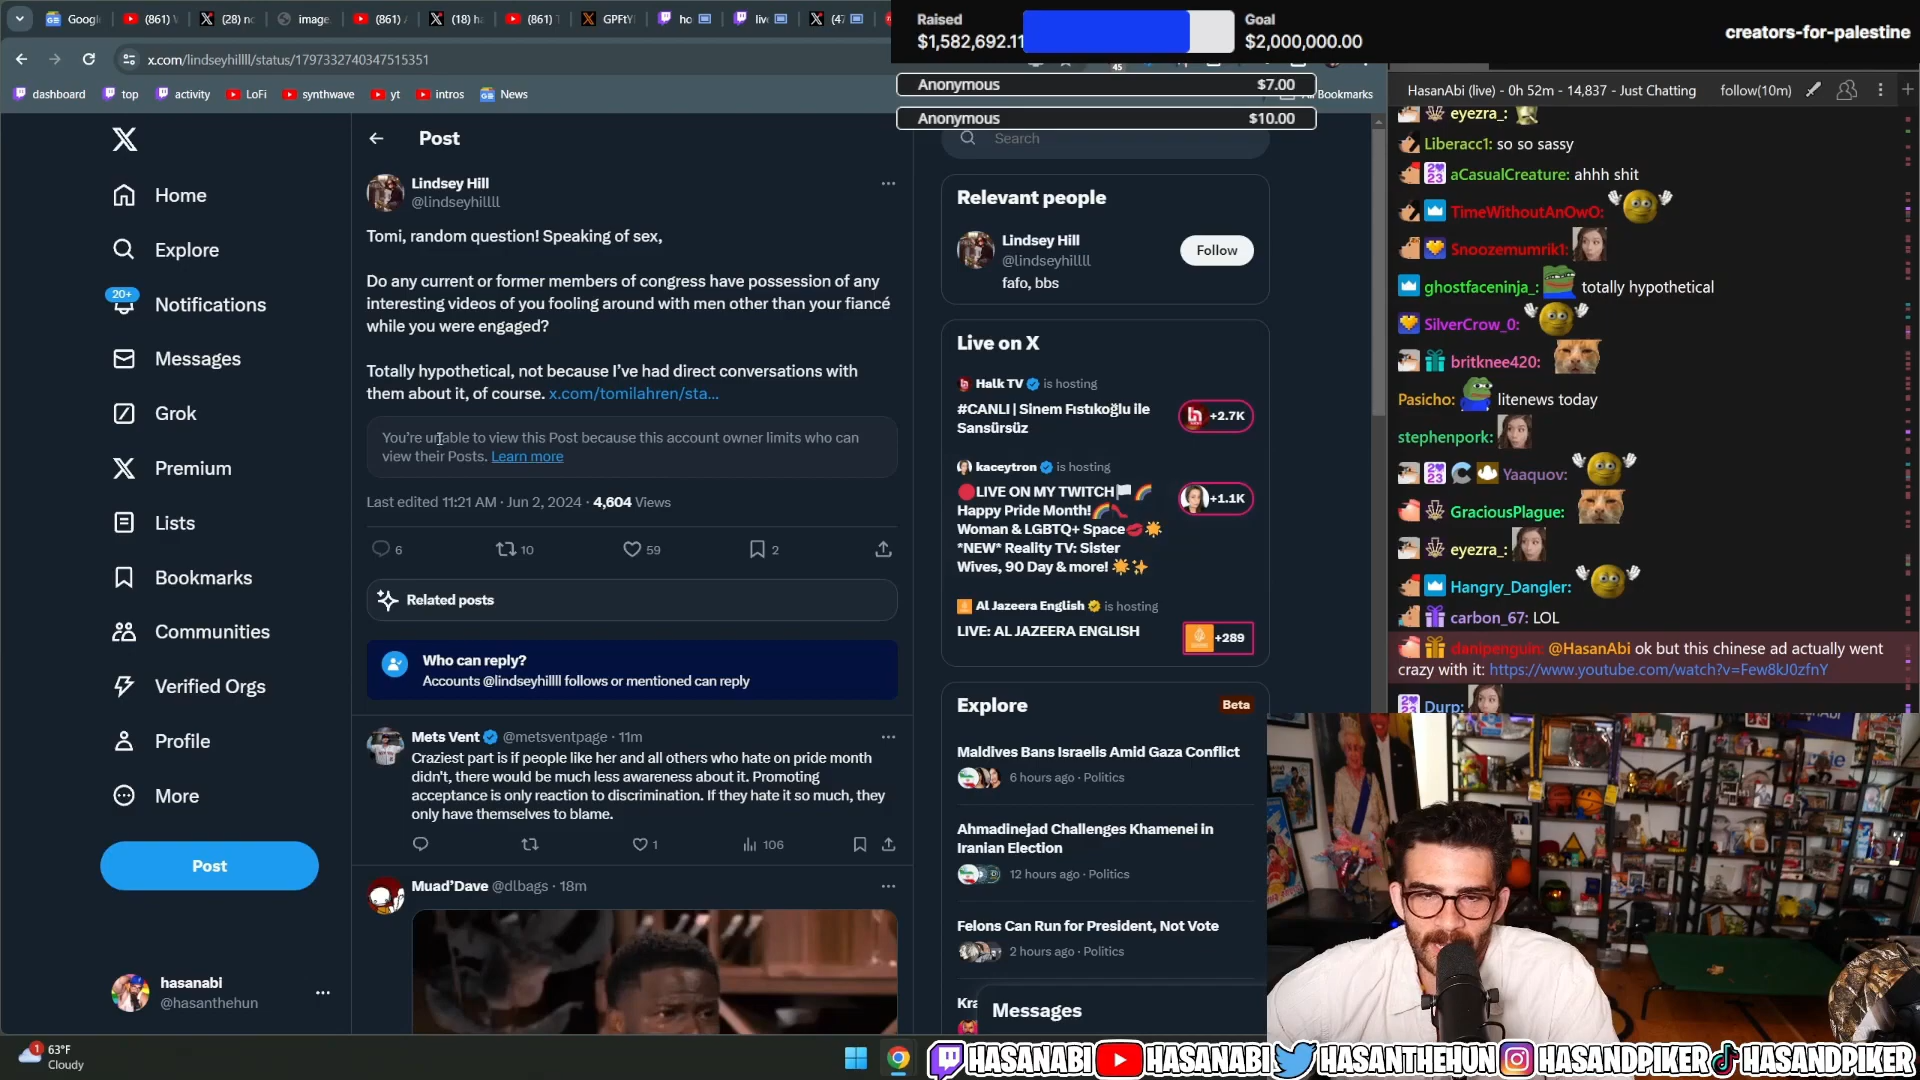 Googl
(861) \
(28) n
image.
(861)
(18) h
(861) T
GPFtYI
ho
live
(47
x.com/lindseyhillll/status/1797332740347515351
45
dashboard
top
activity
LoFi
synthwave
yt
intros
News
Bookmarks
Raised
$1,582,692.11
Goal
$2,000,000.00
creators-for-palestine
Anonymous
$7.00
Anonymous
$10.00
Home
Explore
20+
Notifications
Messages
Grok
Premium
Lists
Bookmarks
Communities
Verified Orgs
Profile
More
Post
hasanabi
@hasanthehun
Post
Lindsey Hill
@lindseyhillll
Tomi, random question! Speaking of sex,
Do any current or former members of congress have possession of any
interesting videos of you fooling around with men other than your fiancé
while you were engaged?
Totally hypothetical, not because I’ve had direct conversations with
them about it, of course. x.com/tomilahren/sta…
You’re unable to view this Post because this account owner limits who can
view their Posts. Learn more
Last edited 11:21 AM · Jun 2, 2024 · 4,604 Views
6
10
59
2
Related posts
Who can reply?
Accounts @lindseyhillll follows or mentioned can reply
Mets Vent @metsventpage · 11m
Craziest part is if people like her and all others who hate on pride month
didn't, there would be much less awareness about it. Promoting
acceptance is only reaction to discrimination. If they hate it so much, they
only have themselves to blame.
1
106
Muad’Dave @dlbags · 18m
Search
Relevant people
Lindsey Hill
@lindseyhillll
fafo, bbs
Follow
Live on X
Halk TV is hosting
#CANLI | Sinem Fıstıkoğlu ile
Sansürsüz
+2.7K
kaceytron is hosting
LIVE ON MY TWITCH
Happy Pride Month!
Woman & LGBTQ+ Space
*NEW* Reality TV: Sister
Wives, 90 Day & more!
+1.1K
Al Jazeera English is hosting
LIVE: AL JAZEERA ENGLISH
+289
Explore
Beta
Maldives Bans Israelis Amid Gaza Conflict
6 hours ago · Politics
Ahmadinejad Challenges Khamenei in
Iranian Election
12 hours ago · Politics
Felons Can Run for President, Not Vote
2 hours ago · Politics
Kra
Messages
HasanAbi (live) - 0h 52m - 14,837 - Just Chatting
follow(10m)
eyezra_:
Liberacc1: so so sassy
aCasualCreature: ahhh shit
TimeWithoutAnOwO:
Snoozemumrik1:
ghostfaceninja_: totally hypothetical
SilverCrow_0:
britknee420:
Pasicho: litenews today
stephenpork:
Yaaquov:
GraciousPlague:
eyezra_:
Hangry_Dangler:
carbon_67: LOL
danipenguin: @HasanAbi ok but this chinese ad actually went
crazy with it: https://www.youtube.com/watch?v=Few8kJ0zfnY
Durp:
1
63°F
Cloudy
HASANABI
HASANABI
HASANTHEHUN
HASANDPIKER
HASANDPIKER